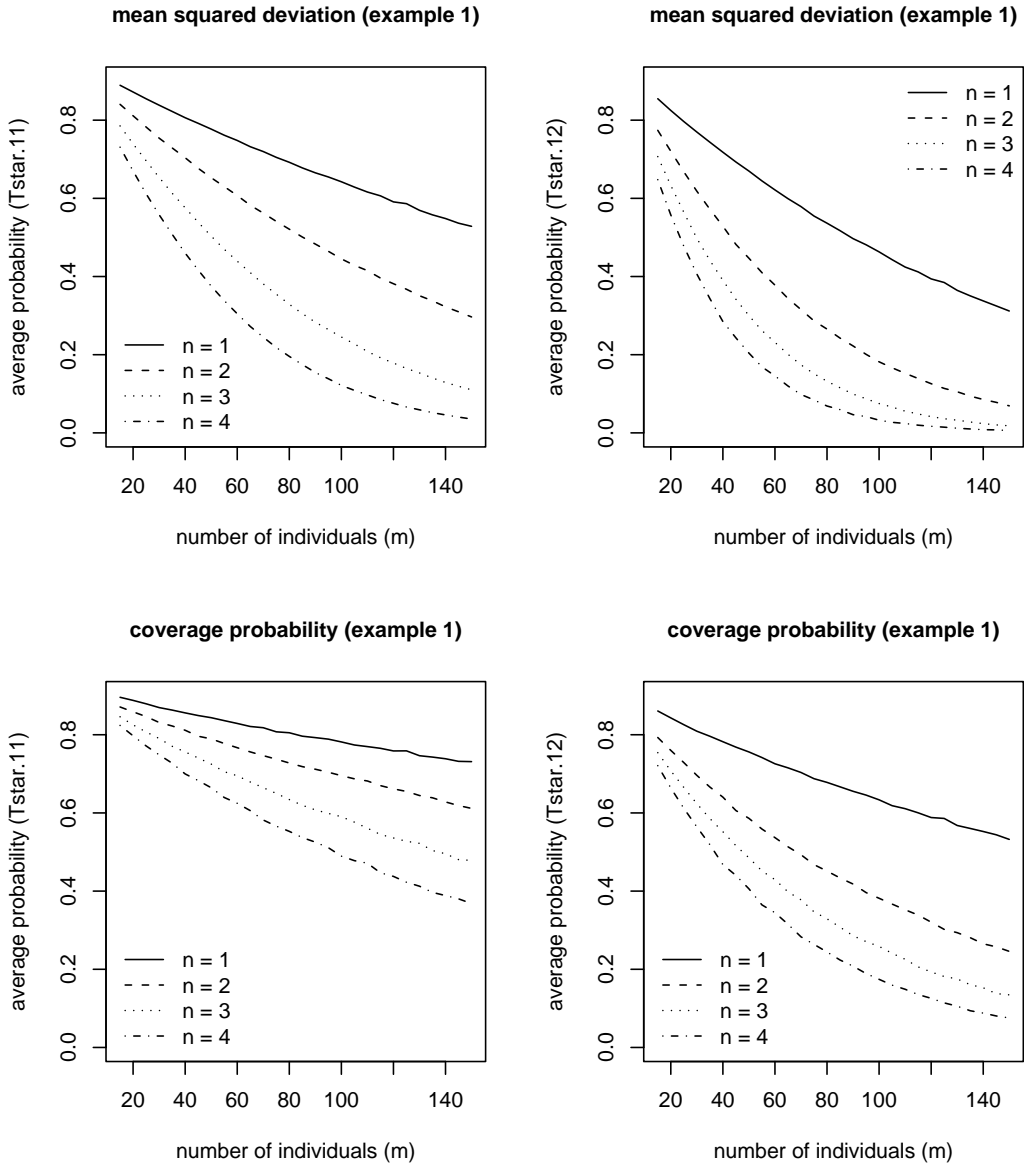 mean squared deviation (example 1)
average probability (Tstar.11)
0.8
0.6
0.4
0.2
0.0
n = 1
n = 2
n = 3
n = 4
20 40 60 80 100 140
number of individuals (m)
mean squared deviation (example 1)
average probability (Tstar.12)
0.8
0.6
0.4
0.2
0.0
n = 1
n = 2
n = 3
n = 4
20 40 60 80 100 140
number of individuals (m)
coverage probability (example 1)
average probability (Tstar.11)
0.8
0.6
0.4
0.2
0.0
n = 1
n = 2
n = 3
n = 4
20 40 60 80 100 140
number of individuals (m)
coverage probability (example 1)
average probability (Tstar.12)
0.8
0.6
0.4
0.2
0.0
n = 1
n = 2
n = 3
n = 4
20 40 60 80 100 140
number of individuals (m)